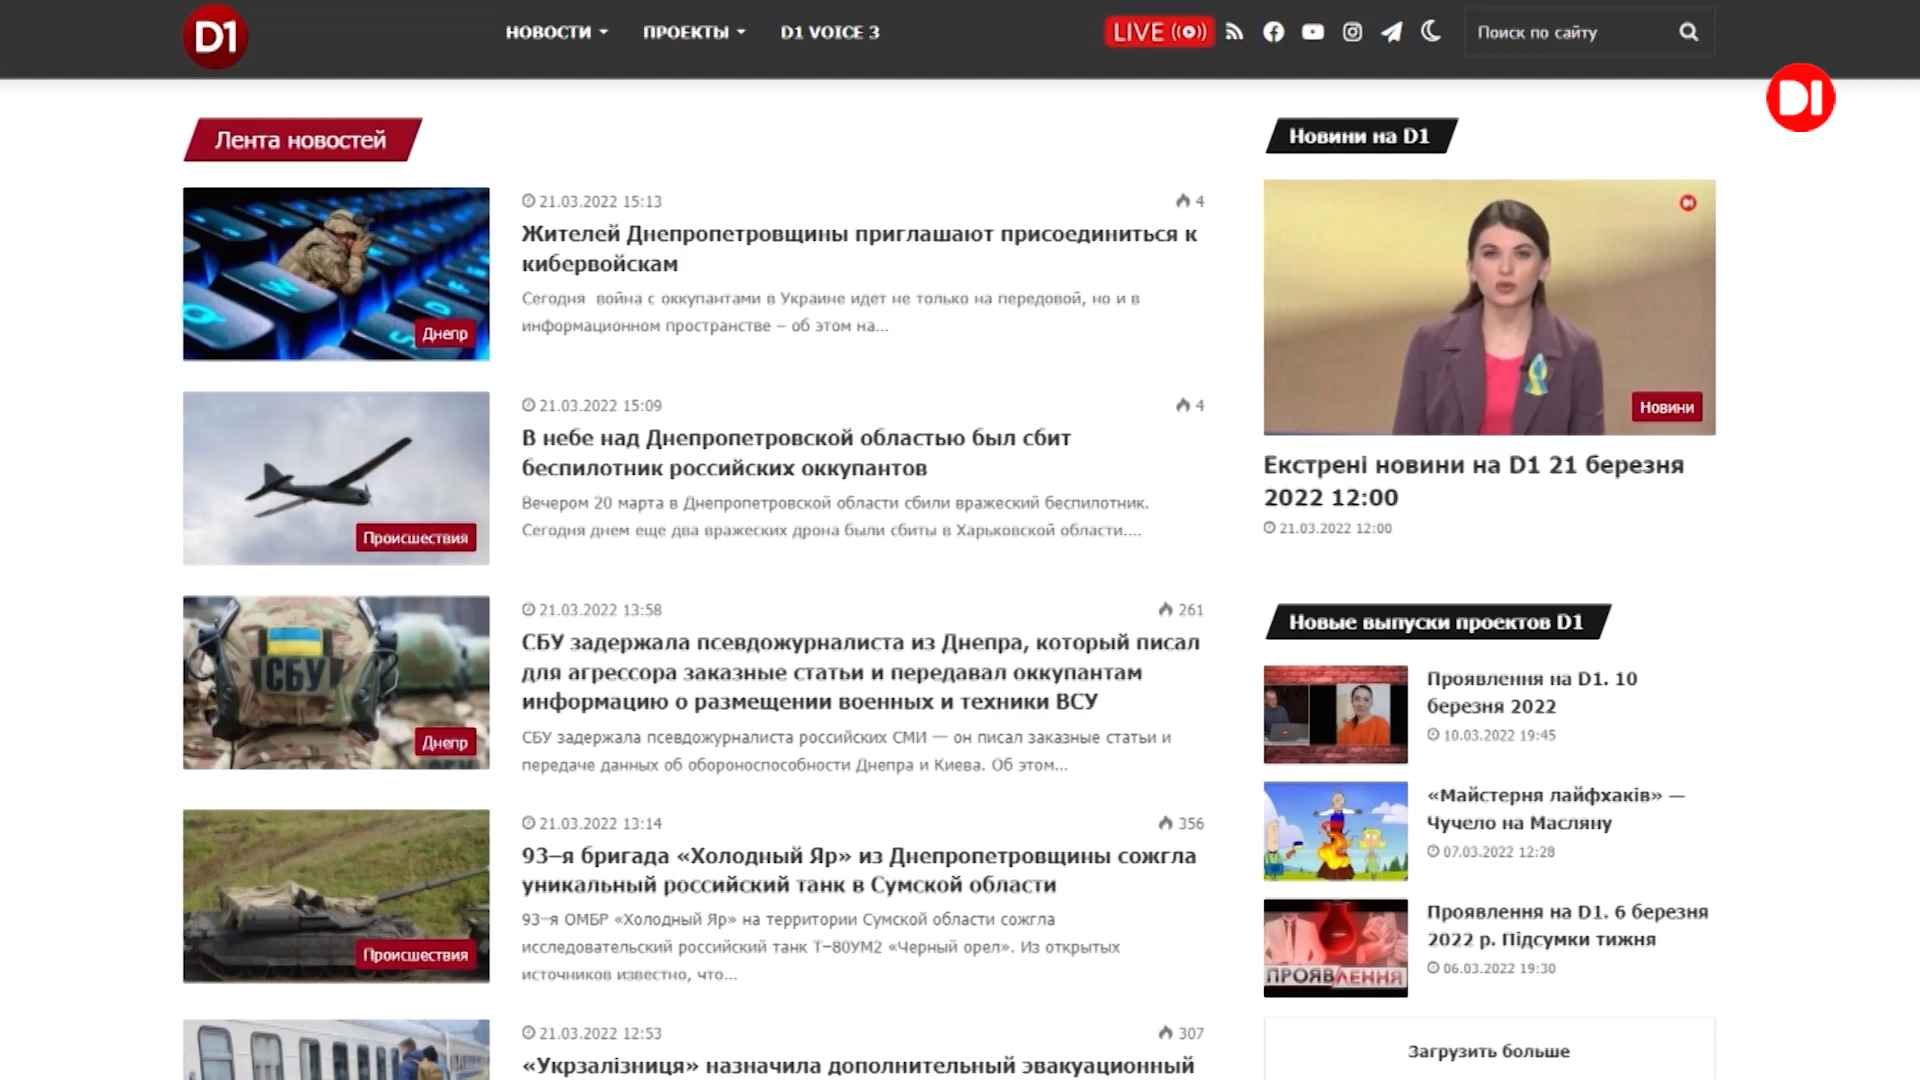 D1
НОВОСТИ
ПРОЕКТЫ
D1 VOICE 3
LIVE
Поиск по сайту
D1
Лента новостей
Днепр
21.03.2022 15:13
4
Жителей Днепропетровщины приглашают присоединиться к
кибервойскам
Сегодня война с оккупантами в Украине идет не только на передовой, но и в
информационном пространстве – об этом на...
Происшествия
21.03.2022 15:09
4
В небе над Днепропетровской областью был сбит
беспилотник российских оккупантов
Вечером 20 марта в Днепропетровской области сбили вражеский беспилотник.
Сегодня днем еще два вражеских дрона были сбиты в Харьковской области....
СБУ
Днепр
21.03.2022 13:58
261
СБУ задержала псевдожурналиста из Днепра, который писал
для агрессора заказные статьи и передавал оккупантам
информацию о размещении военных и техники ВСУ
СБУ задержала псевдожурналиста российских СМИ — он писал заказные статьи и
передаче данных об обороноспособности Днепра и Киева. Об этом...
Происшествия
21.03.2022 13:14
356
93–я бригада «Холодный Яр» из Днепропетровщины сожгла
уникальный российский танк в Сумской области
93–я ОМБР «Холодный Яр» на территории Сумской области сожгла
исследовательский российский танк Т–80УМ2 «Черный орел». Из открытых
источников известно, что...
21.03.2022 12:53
307
«Укрзалізниця» назначила дополнительный эвакуационный
Новини на D1
Новини
Екстрені новини на D1 21 березня
2022 12:00
21.03.2022 12:00
Новые выпуски проектов D1
Проявлення на D1. 10
березня 2022
10.03.2022 19:45
«Майстерня лайфхаків» —
Чучело на Масляну
07.03.2022 12:28
ПРОЯВЛЕННЯ
Проявлення на D1. 6 березня
2022 р. Підсумки тижня
06.03.2022 19:30
Загрузить больше